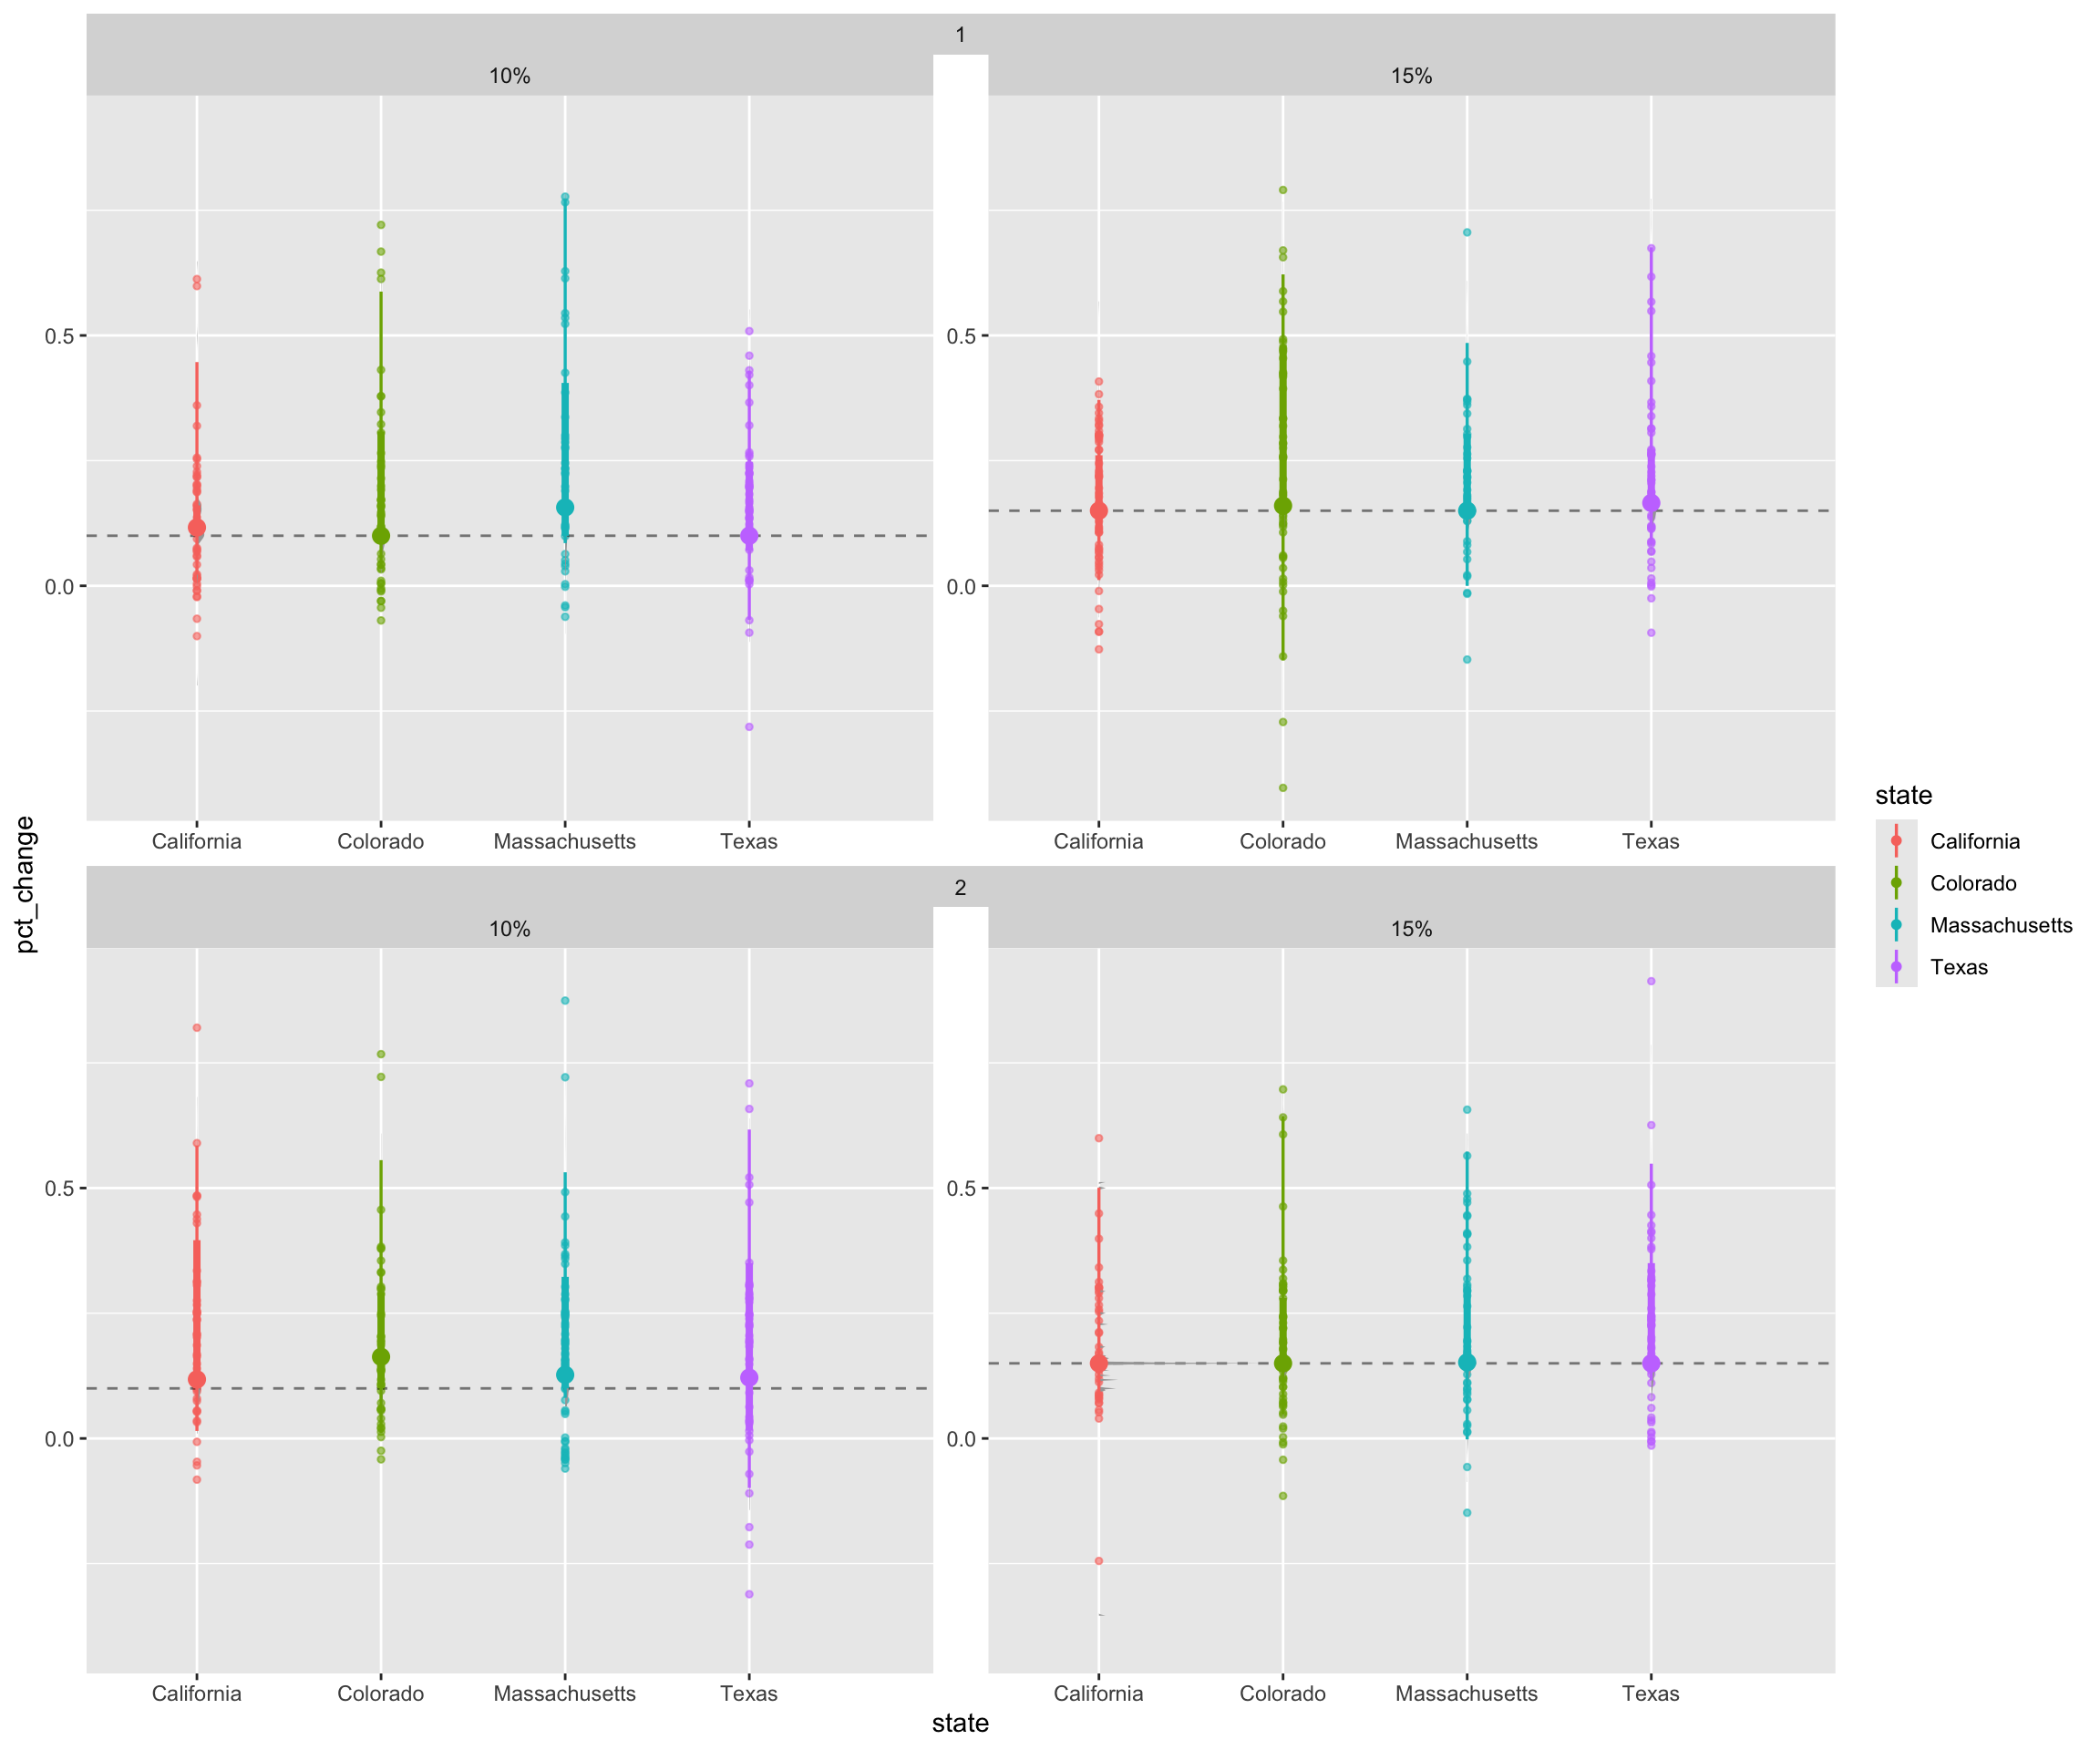 1
10%
15%
0.5
0.0
0.5
0.0
California
Colorado
Massachusetts
Texas
California
Colorado
Massachusetts
Texas
2
10%
15%
0.5
0.0
0.5
0.0
California
Colorado
Massachusetts
Texas
California
Colorado
Massachusetts
Texas
state
pct_change
state
California
Colorado
Massachusetts
Texas